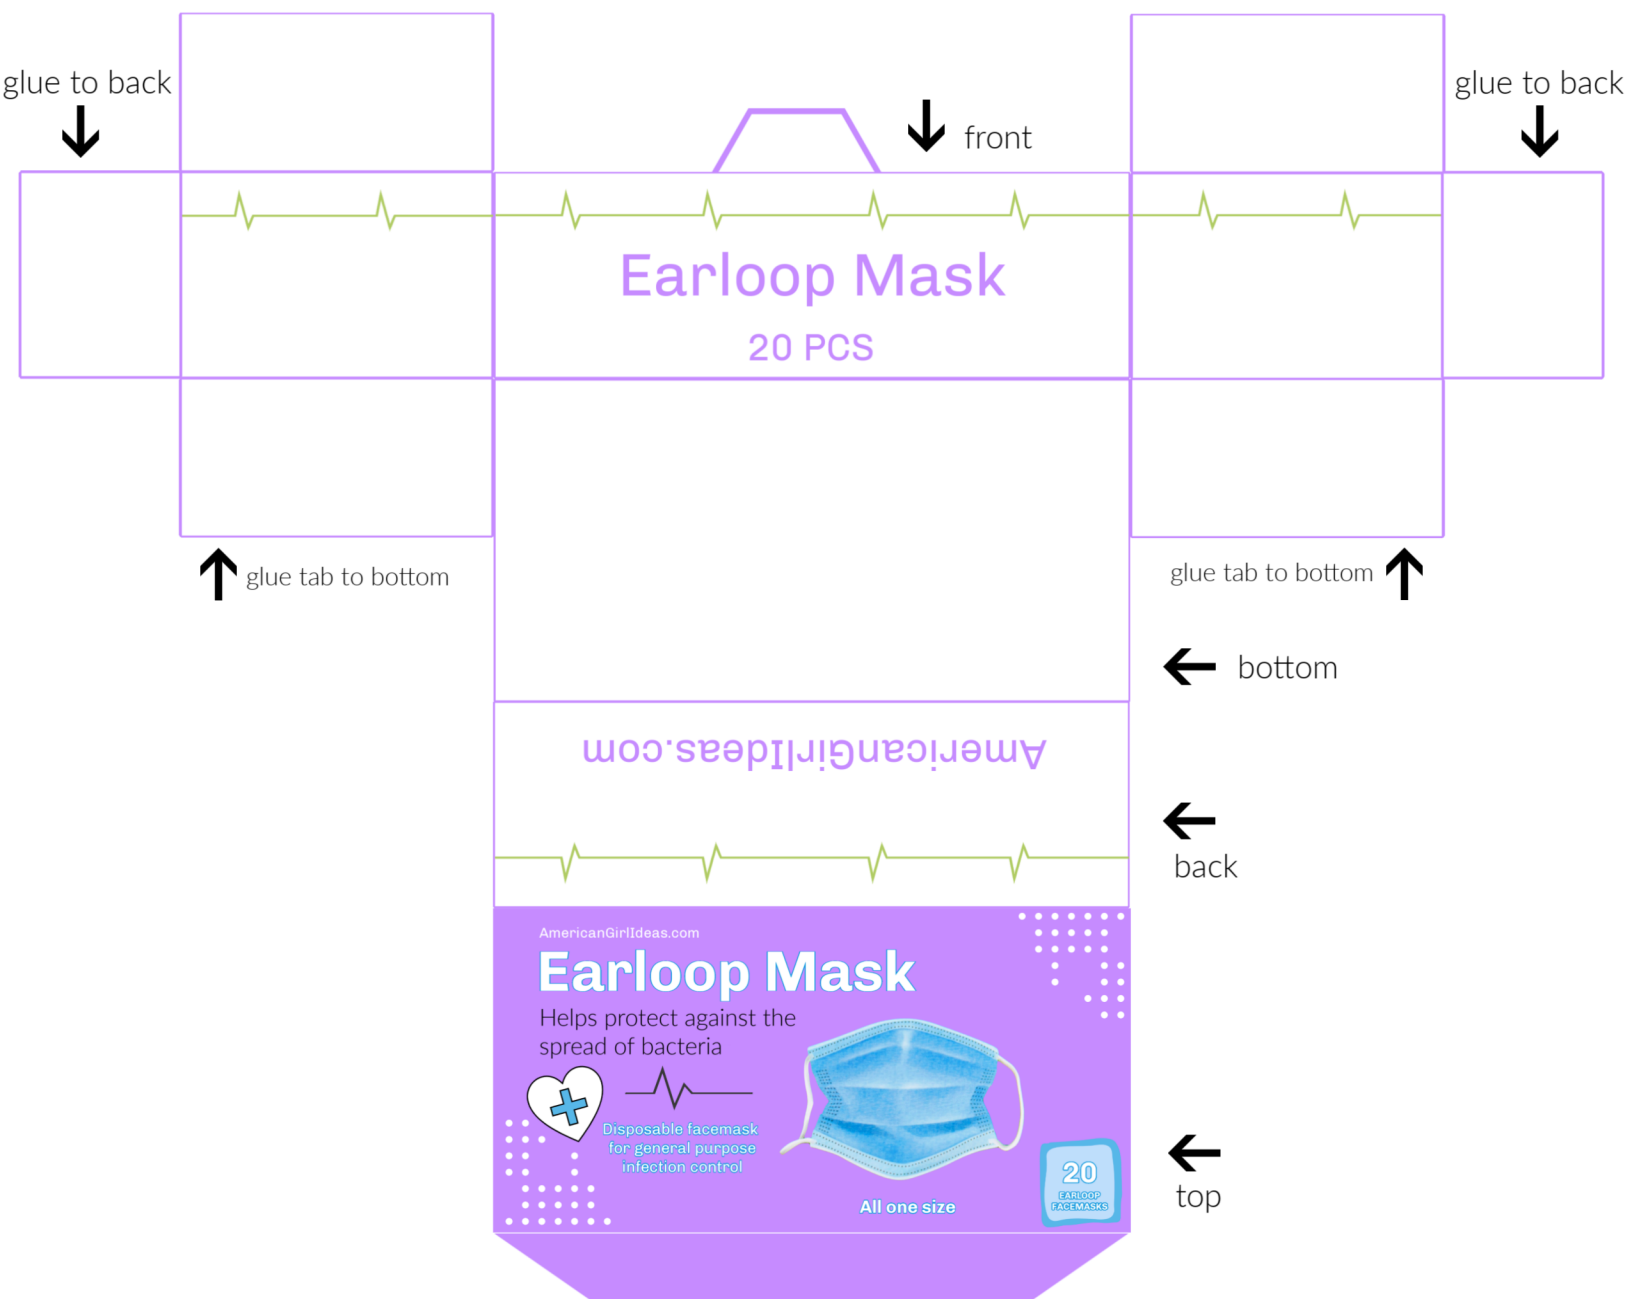 glue to back
glue to back
front
Earloop Mask
20 PCS
glue tab to bottom
glue tab to bottom
bottom
AmericanGirlIdeas.com
back
AmericanGirlIdeas.com
Earloop Mask
Helps protect against the
spread of bacteria
Disposable facemask
for general purpose
infection control
20
EARLOOP
FACEMASKS
All one size
top